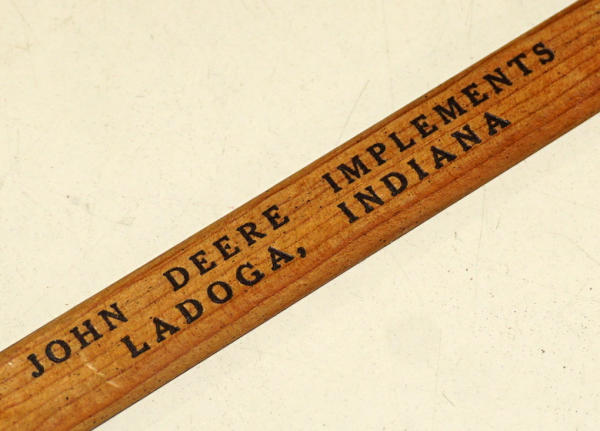 JOHN DEERE IMPLEMENTS
LADOGA, INDIANA